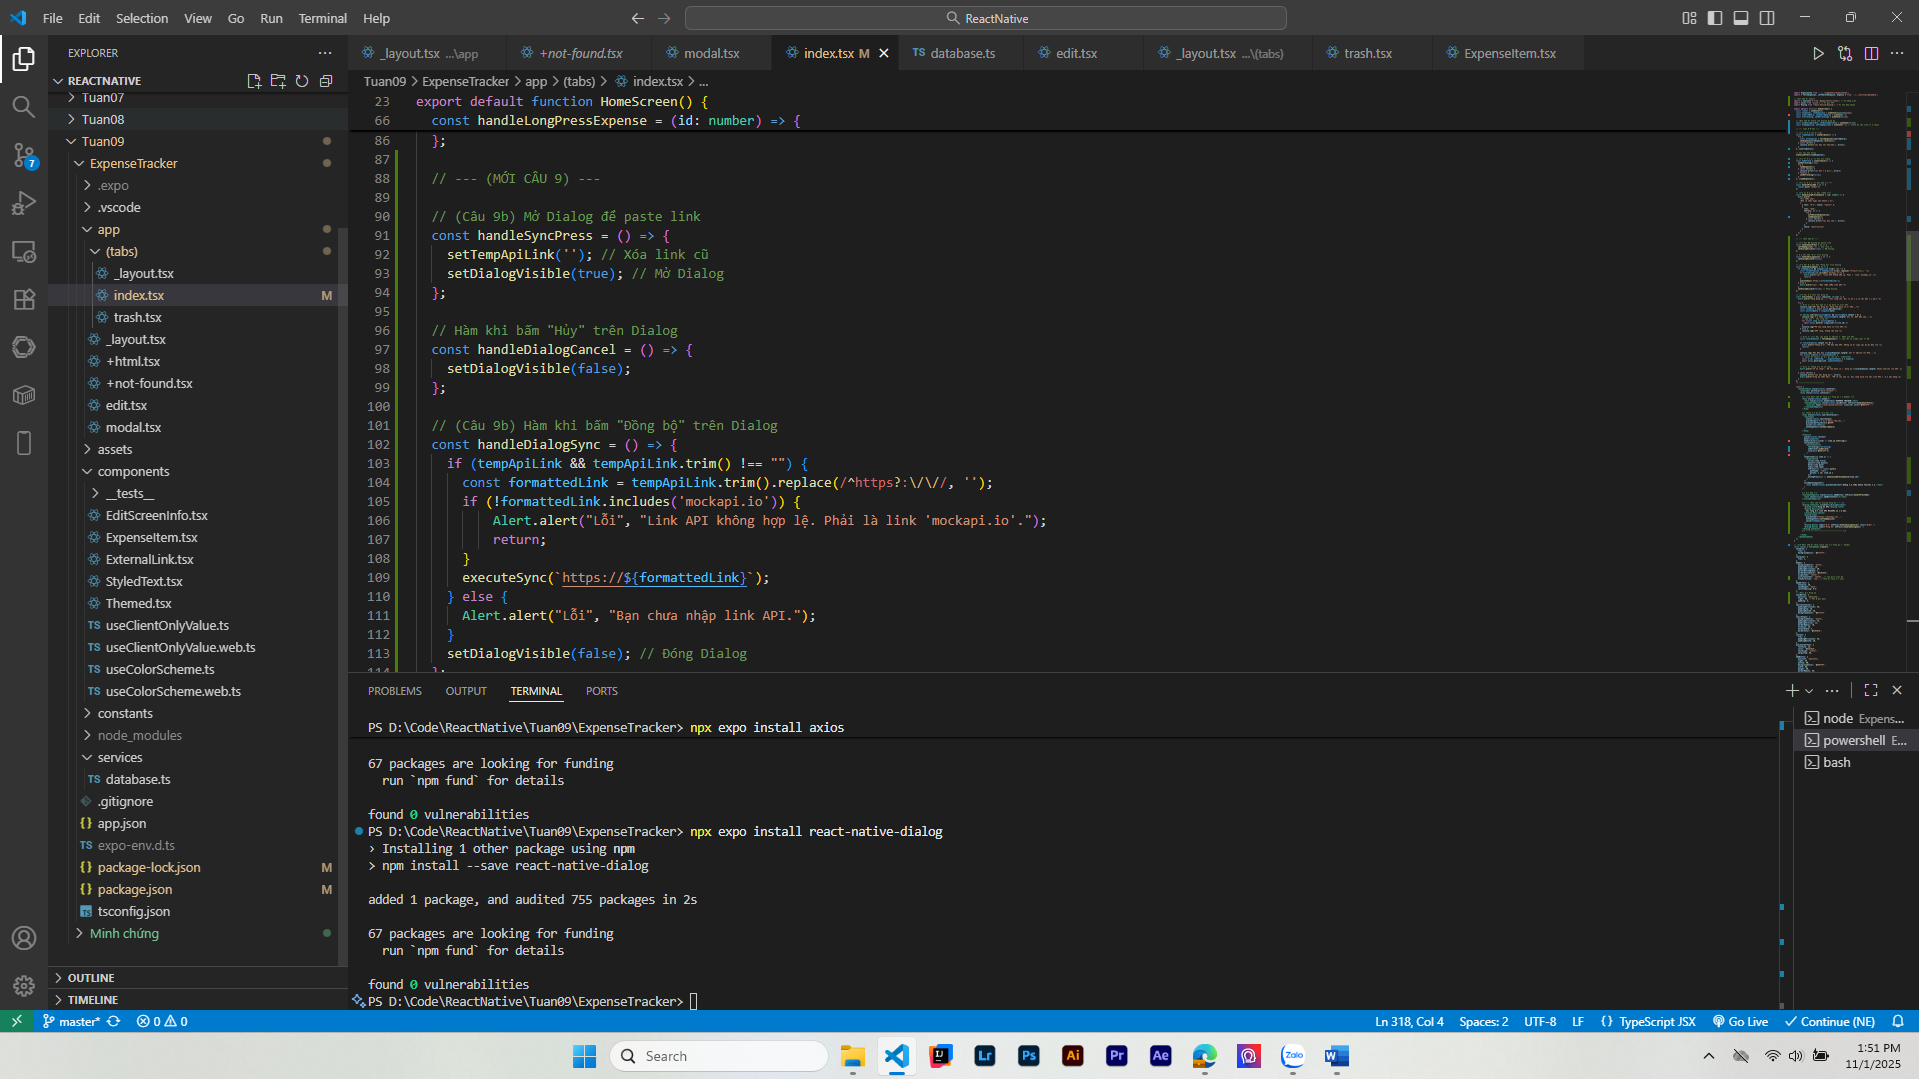 File Edit Selection View Go Run Terminal Help
ReactNative
EXPLORER
REACTNATIVE
Tuan07
Tuan08
Tuan09
ExpenseTracker
.expo
.vscode
app
(tabs)
_layout.tsx
index.tsx M
trash.tsx
_layout.tsx
+html.tsx
+not-found.tsx
edit.tsx
modal.tsx
assets
components
__tests__
EditScreenInfo.tsx
ExpenseItem.tsx
ExternalLink.tsx
StyledText.tsx
Themed.tsx
TS useClientOnlyValue.ts
TS useClientOnlyValue.web.ts
TS useColorScheme.ts
TS useColorScheme.web.ts
constants
node_modules
services
TS database.ts
.gitignore
{} app.json
TS expo-env.d.ts
{} package-lock.json M
{} package.json M
tsconfig.json
Minh chứng
OUTLINE
TIMELINE
7
_layout.tsx ...\app
+not-found.tsx
modal.tsx
index.tsx M
TS database.ts
edit.tsx
_layout.tsx ...\(tabs)
trash.tsx
ExpenseItem.tsx
Tuan09 > ExpenseTracker > app > (tabs) > index.tsx > ...
23 export default function HomeScreen() {
66 const handleLongPressExpense = (id: number) => {
86 };
87
88 // --- (MỚI CÂU 9) ---
89
90 // (Câu 9b) Mở Dialog để paste link
91 const handleSyncPress = () => {
92 setTempApiLink(''); // Xóa link cũ
93 setDialogVisible(true); // Mở Dialog
94 };
95
96 // Hàm khi bấm "Hủy" trên Dialog
97 const handleDialogCancel = () => {
98 setDialogVisible(false);
99 };
100
101 // (Câu 9b) Hàm khi bấm "Đồng bộ" trên Dialog
102 const handleDialogSync = () => {
103 if (tempApiLink && tempApiLink.trim() !== "") {
104 const formattedLink = tempApiLink.trim().replace(/^https?:\/\//, '');
105 if (!formattedLink.includes('mockapi.io')) {
106 Alert.alert("Lỗi", "Link API không hợp lệ. Phải là link 'mockapi.io'.");
107 return;
108 }
109 executeSync(`https://${formattedLink}`);
110 } else {
111 Alert.alert("Lỗi", "Bạn chưa nhập link API.");
112 }
113 setDialogVisible(false); // Đóng Dialog
114 };
PROBLEMS OUTPUT TERMINAL PORTS
PS D:\Code\ReactNative\Tuan09\ExpenseTracker> npx expo install axios
67 packages are looking for funding
run `npm fund` for details
found 0 vulnerabilities
PS D:\Code\ReactNative\Tuan09\ExpenseTracker> npx expo install react-native-dialog
› Installing 1 other package using npm
> npm install --save react-native-dialog
added 1 package, and audited 755 packages in 2s
67 packages are looking for funding
run `npm fund` for details
found 0 vulnerabilities
PS D:\Code\ReactNative\Tuan09\ExpenseTracker>
node Expens...
powershell E...
bash
master* 0 0
Ln 318, Col 4 Spaces: 2 UTF-8 LF {} TypeScript JSX Go Live Continue (NE)
Search
Lr Ps Ai Pr Ae Zalo W
1:51 PM
11/1/2025